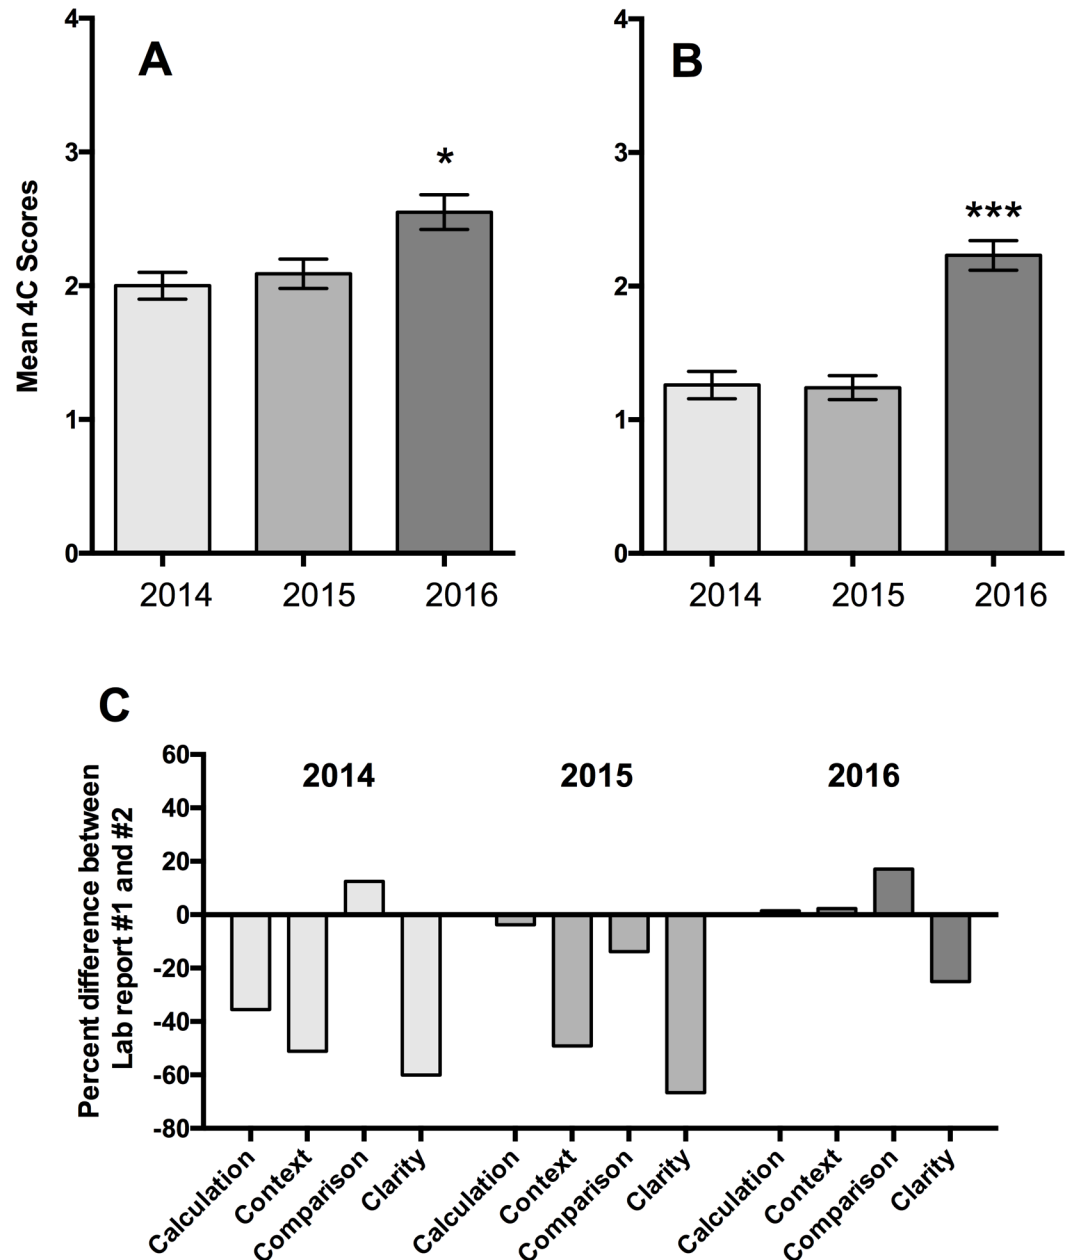 A
Mean 4C Scores
4
3
2
1
0
*
2014
2015
2016
B
4
3
2
1
0
***
2014
2015
2016
C
Percent difference between
Lab report #1 and #2
60
40
20
0
-20
-40
-60
-80
2014
2015
2016
Calculation
Context
Comparison
Clarity
Calculation
Context
Comparison
Clarity
Calculation
Context
Comparison
Clarity